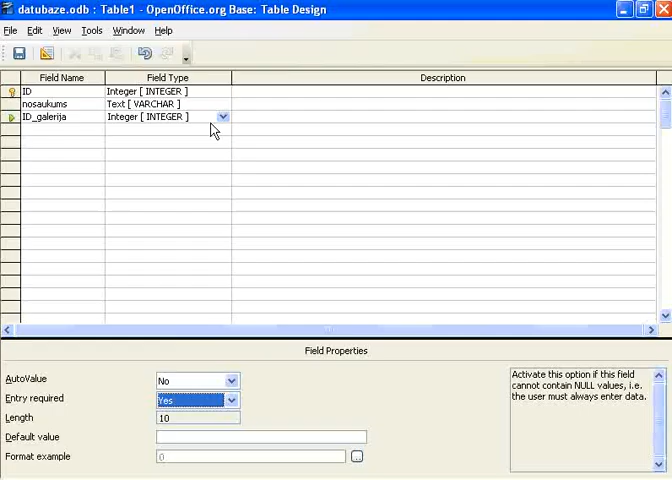 datubaze.odb : Table1 - OpenOffice.org Base: Table Design
File Edit View Tools Window Help
Field Name Field Type Description
ID Integer [ INTEGER ]
nosaukums Text [ VARCHAR ]
ID_galerija Integer [ INTEGER ]
Field Properties
AutoValue No
Entry required Yes
Length 10
Default value
Format example 0 ...
Activate this option if this field
cannot contain NULL values, i.e.
the user must always enter data.